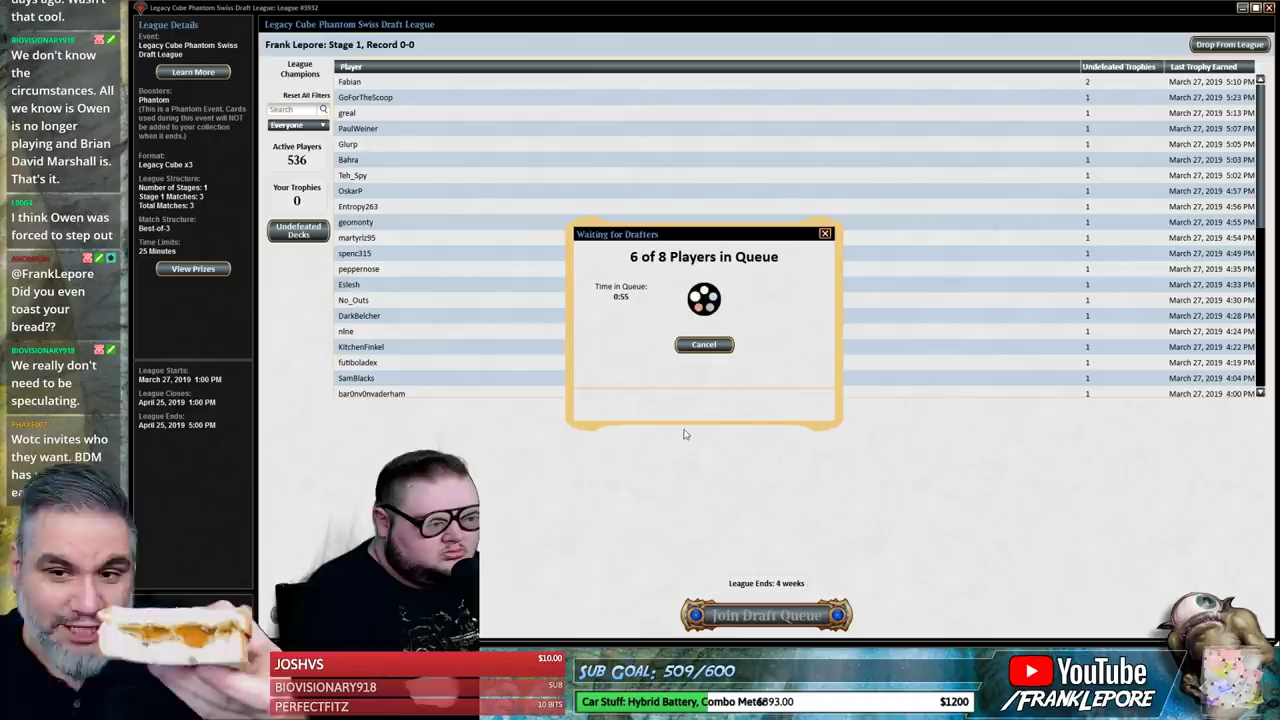 days ago. Wasn't
that cool.
BIOVISIONARY918
We don't know
the
circumstances. All
we know is Owen
is no longer
playing and Brian
David Marshall is.
That's it.
L00G4
I think Owen was
forced to step out
@FrankLepore
Did you even
toast your
bread??
BIOVISIONARY918
We really don't
need to be
speculating.
PHAXE007
Wotc invites who
they want. BDM
has
Legacy Cube Phantom Swiss Draft League: League #3932
League Details
Event:
Legacy Cube Phantom Swiss
Draft League
Learn More
Boosters:
Phantom
(This is a Phantom Event. Cards
used during this event will NOT
be added to your collection
when it ends.)
Format:
Legacy Cube x3
League Structure:
Number of Stages: 1
Stage 1 Matches: 3
Total Matches: 3
Match Structure:
Best-of-3
Time Limits:
25 Minutes
View Prizes
League Starts:
March 27, 2019 1:00 PM
League Closes:
April 25, 2019 1:00 PM
League Ends:
April 25, 2019 5:00 PM
Legacy Cube Phantom Swiss Draft League
Frank Lepore: Stage 1, Record 0-0
Drop From League
League
Champions
Reset All Filters
Search
Everyone
Active Players
536
Your Trophies
0
Undefeated
Decks
Player Undefeated Trophies Last Trophy Earned
Fabian 2 March 27, 2019 5:10 PM
GoForTheScoop 1 March 27, 2019 5:23 PM
greal 1 March 27, 2019 5:13 PM
PaulWeiner 1 March 27, 2019 5:07 PM
Glurp 1 March 27, 2019 5:05 PM
Bahra 1 March 27, 2019 5:03 PM
Teh_Spy 1 March 27, 2019 5:02 PM
OskarP 1 March 27, 2019 4:57 PM
Entropy263 1 March 27, 2019 4:56 PM
geomonty 1 March 27, 2019 4:55 PM
martyrlz95 1 March 27, 2019 4:54 PM
spenc315 1 March 27, 2019 4:49 PM
peppernose 1 March 27, 2019 4:35 PM
Eslesh 1 March 27, 2019 4:33 PM
No_Outs 1 March 27, 2019 4:30 PM
DarkBelcher 1 March 27, 2019 4:28 PM
nlne 1 March 27, 2019 4:24 PM
KitchenFinkel 1 March 27, 2019 4:22 PM
futiboladex 1 March 27, 2019 4:19 PM
SamBlacks 1 March 27, 2019 4:04 PM
bar0nv0nvaderham 1 March 27, 2019 4:00 PM
Waiting for Drafters
6 of 8 Players in Queue
Time in Queue:
0:55
Cancel
League Ends: 4 weeks
Join Draft Queue
JOSHVS $10.00
BIOVISIONARY918 SUB
PERFECTFITZ 10 BITS
SUB GOAL: 509/600
Car Stuff: Hybrid Battery, Combo Meter $1200
YouTube
/FRANKLEPORE